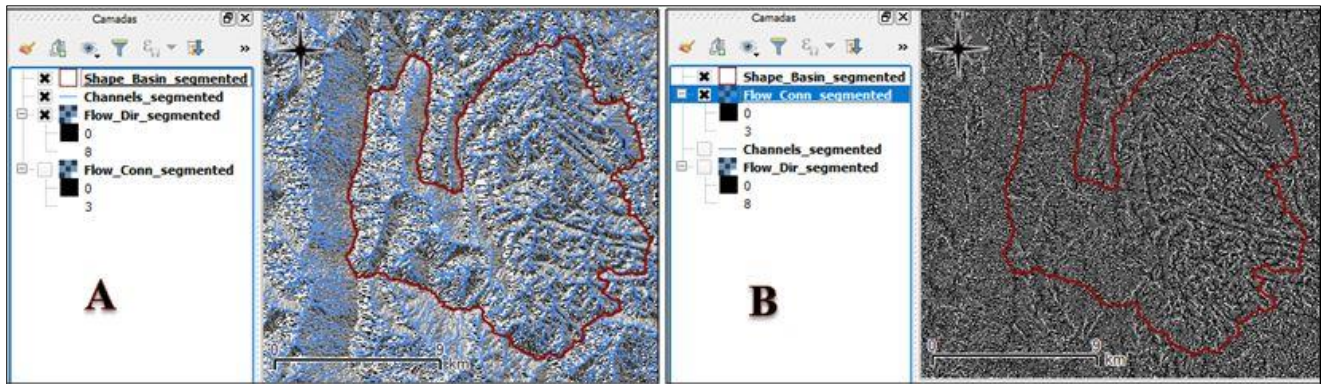 Camadas
»
Shape_Basin_segmented
Channels_segmented
Flow_Dir_segmented
0
8
Flow_Conn_segmented
0
3
A
N
0
9
km
Camadas
»
Shape_Basin_segmented
Flow_Conn_segmented
0
3
Channels_segmented
Flow_Dir_segmented
0
8
B
0
9
km